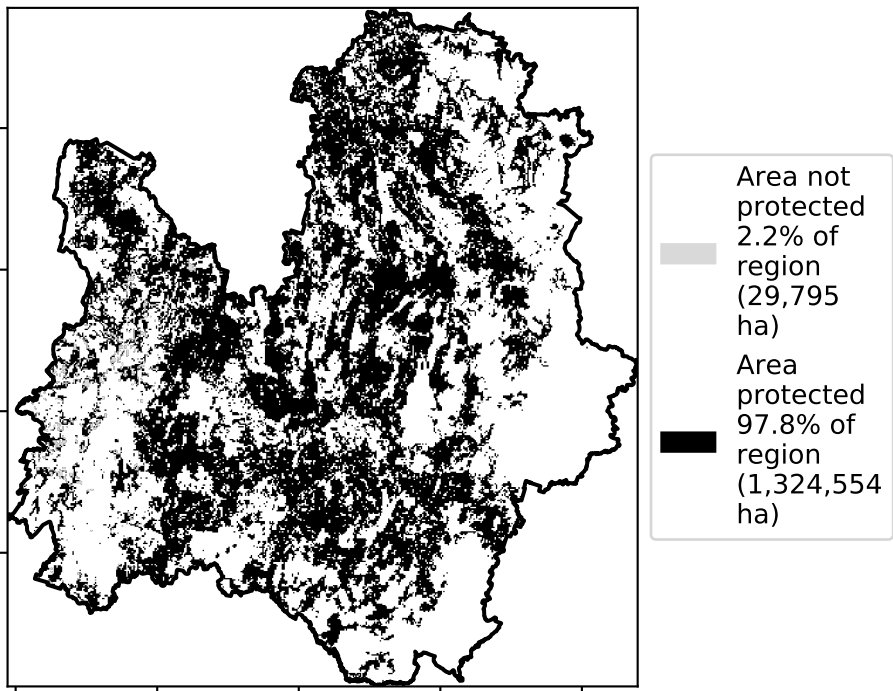 Area not
protected
2.2% of
region
(29,795
ha)
Area
protected
97.8% of
region
(1,324,554
ha)